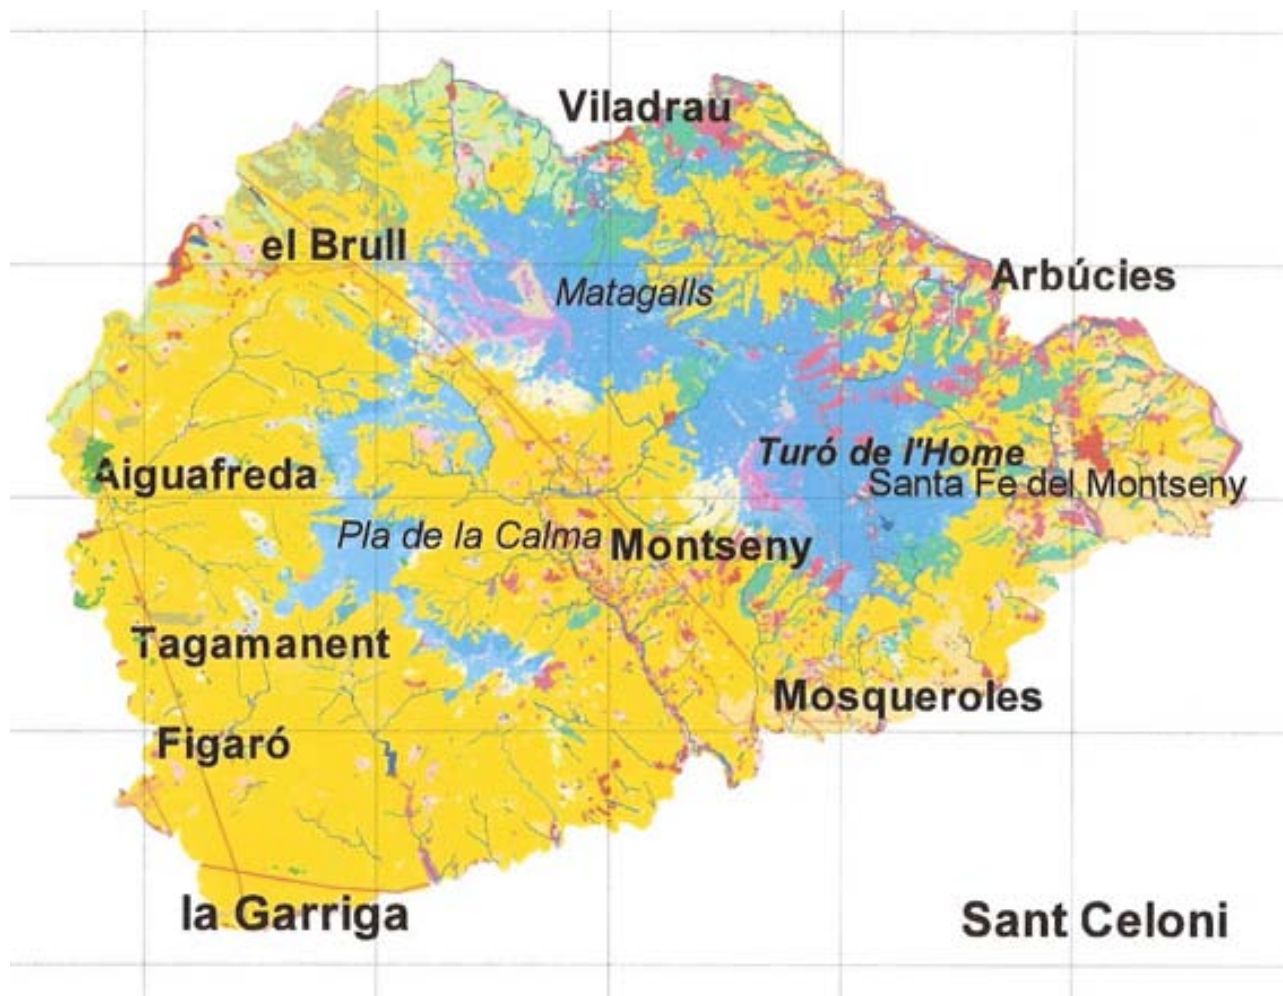 Viladrau
el Brull
Matagalls
Arbúcies
Turó de l'Home
Aiguafreda
Santa Fe del Montseny
Pla de la Calma
Montseny
Tagamanent
Mosqueroles
Figaró
la Garriga
Sant Celoni